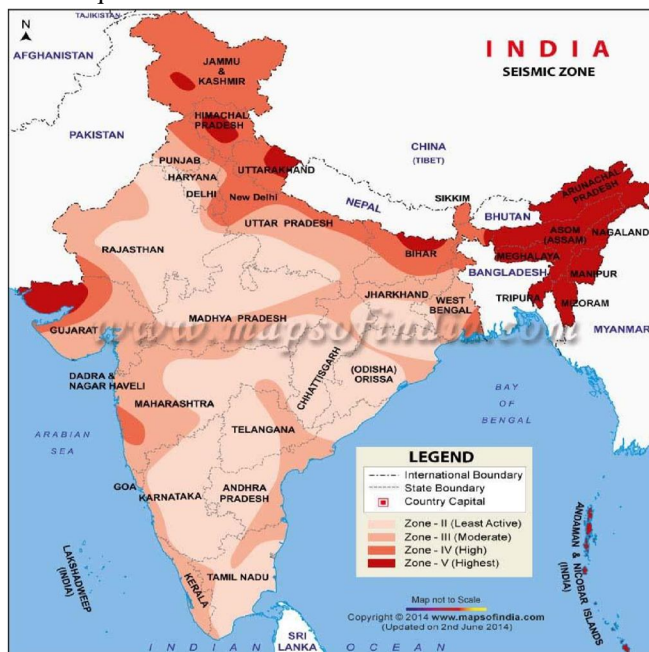 TAJIKISTAN
N
AFGHANISTAN
INDIA
SEISMIC ZONE
JAMMU
&
KASHMIR
HIMACHAL
PRADESH
PAKISTAN
CHINA
(TIBET)
PUNJAB
UTTARAKHAND
HARYANA
DELHI
New Delhi
NEPAL
SIKKIM
ARUNACHAL
PRADESH
BHUTAN
UTTAR PRADESH
RAJASTHAN
BIHAR
ASOM
(ASSAM)
NAGALAND
MEGHALAYA
BANGLADESH
MANIPUR
TRIPURA
MIZORAM
JHARKHAND
WEST
BENGAL
GUJARAT
MADHYA PRADESH
www.mapsofindia.com
MYANMAR
CHHATTISGARH
(ODISHA)
ORISSA
DADRA &
NAGAR HAVELI
MAHARASHTRA
BAY
OF
BENGAL
TELANGANA
ARABIAN
SEA
GOA
KARNATAKA
ANDHRA
PRADESH
LEGEND
International Boundary
State Boundary
Country Capital
Zone - II (Least Active)
Zone - III (Moderate)
Zone - IV (High)
Zone - V (Highest)
ANDAMAN & NICOBAR ISLANDS
(INDIA)
LAKSHADWEEP
(INDIA)
KERALA
TAMIL NADU
Map not to Scale
Copyright © 2014 www.mapsofindia.com
(Updated on 2nd June 2014)
SRI
LANKA
INDIAN OCEAN